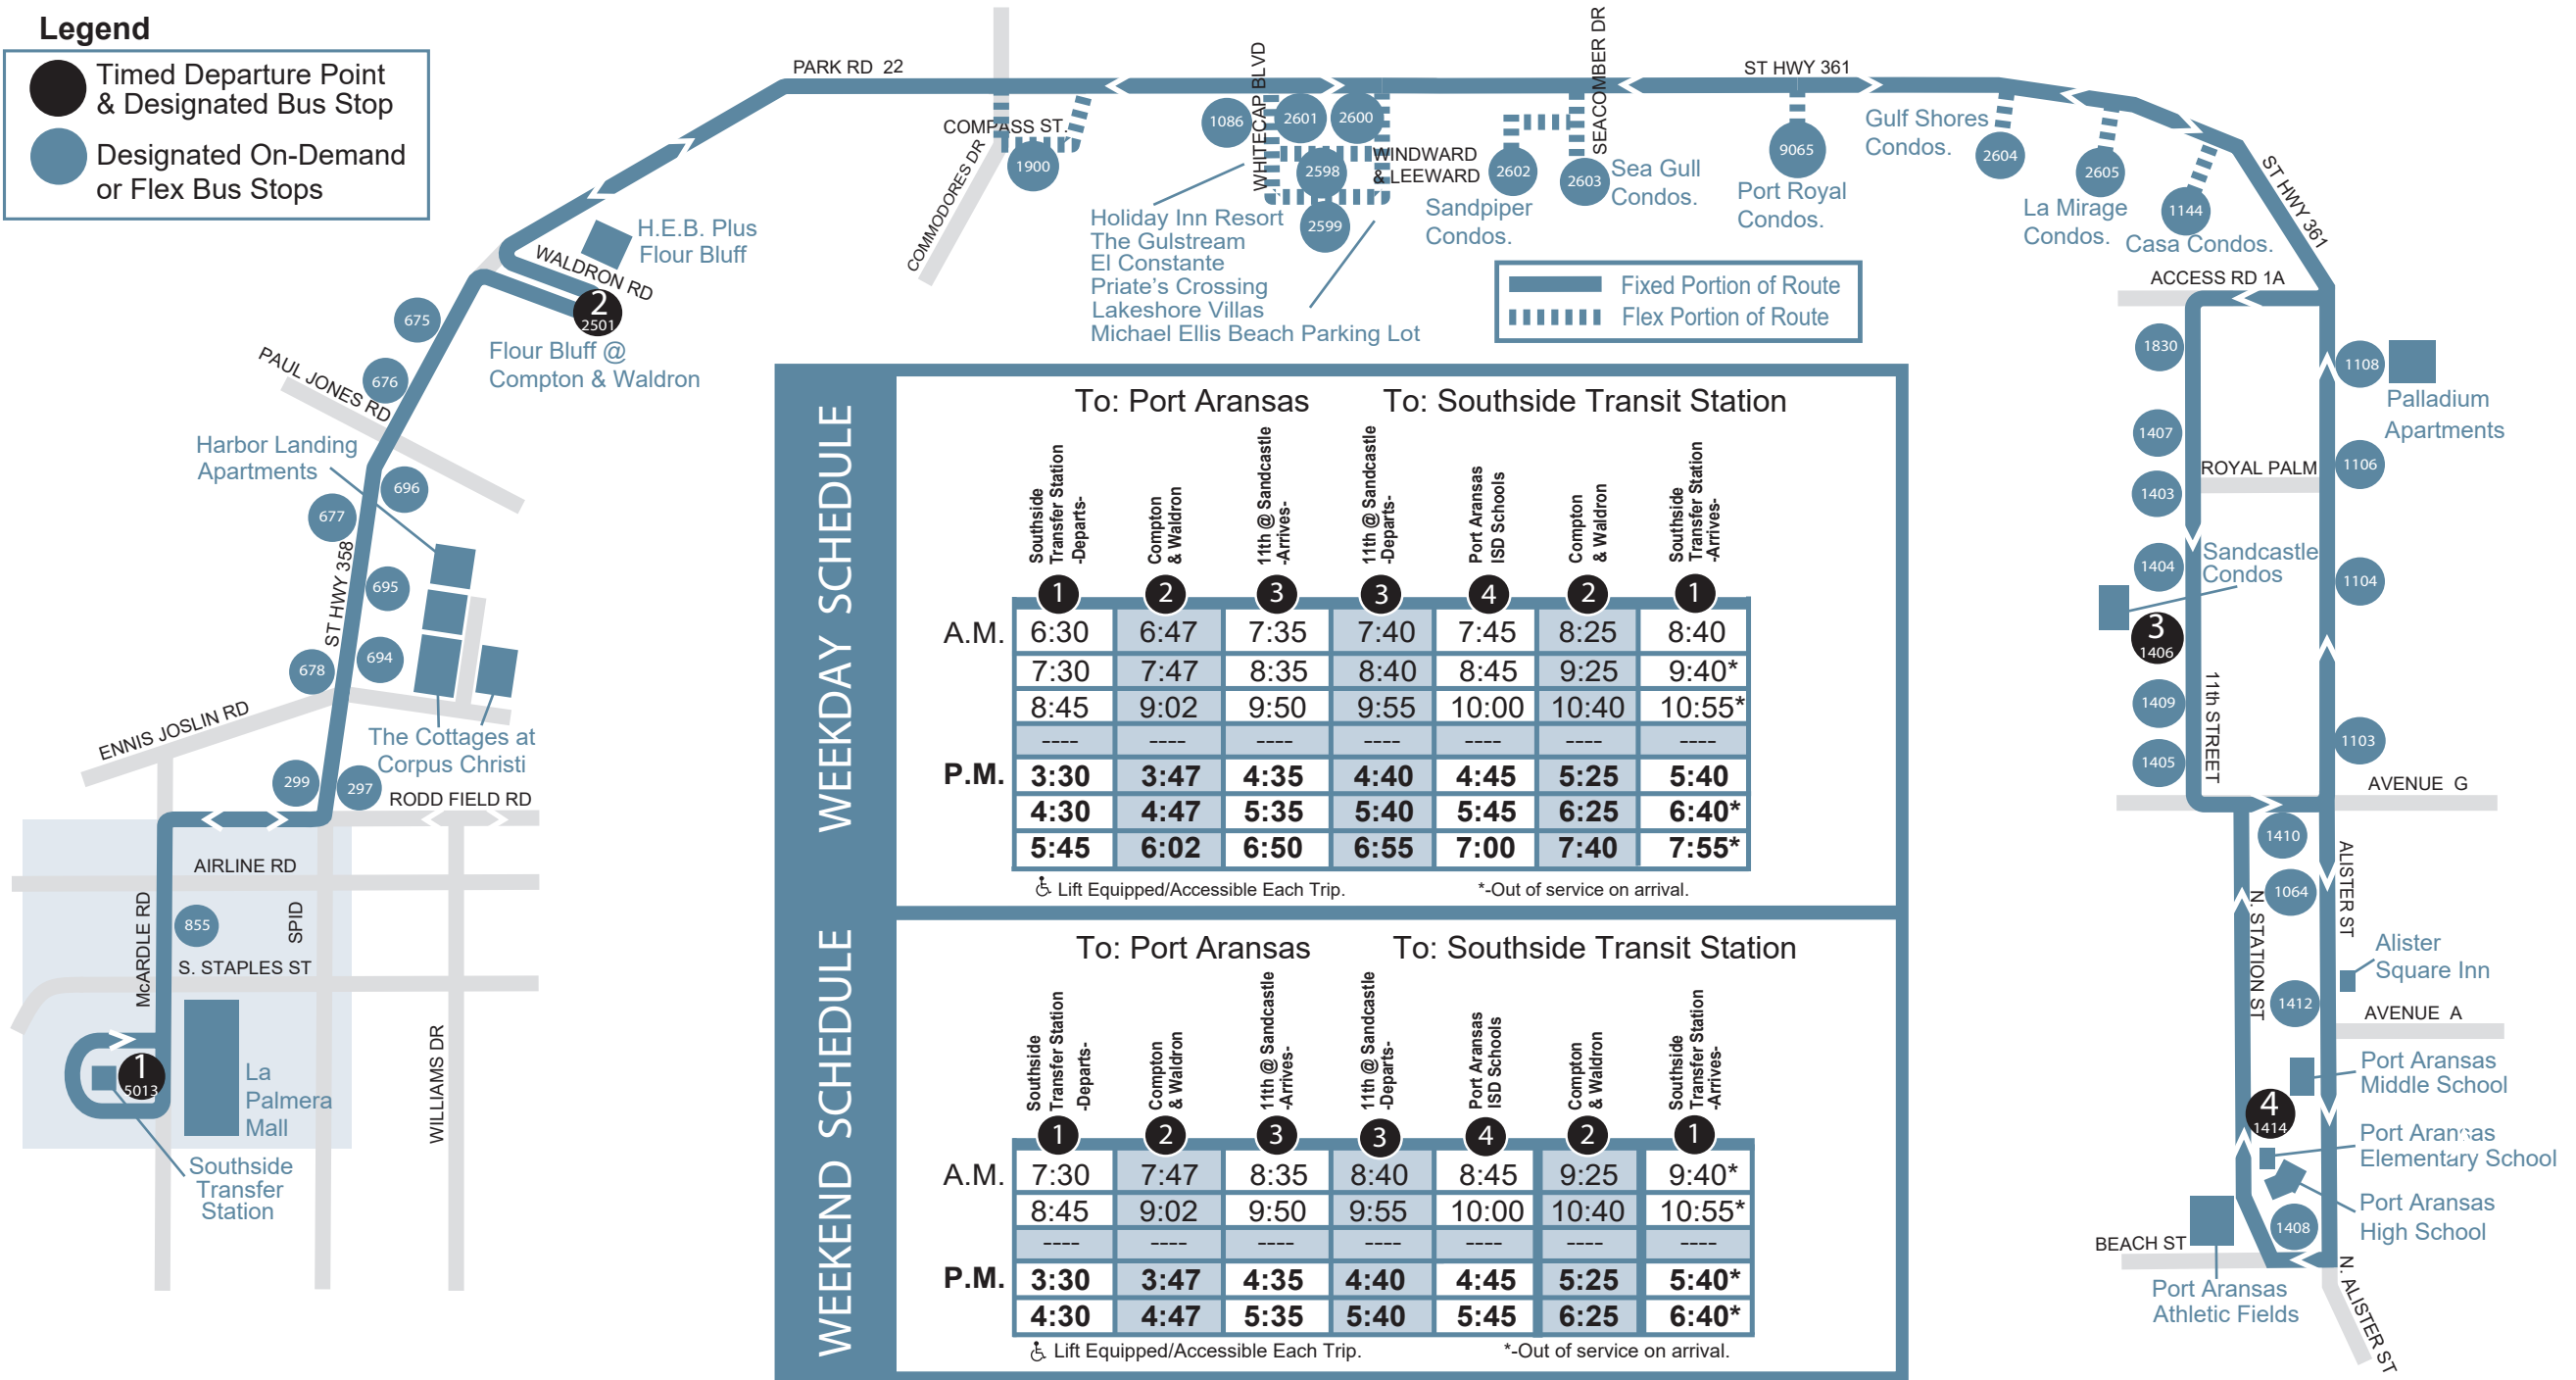 Legend
Timed Departure Point
& Designated Bus Stop
Designated On-Demand
or Flex Bus Stops
PARK RD 22
ST HWY 361
COMPASS ST.
COMMODORES DR
1900
1086
WHITECAP BLVD
2601
2600
2598
2599
WINDWARD
& LEEWARD
SEACOMBER DR
2602
Sandpiper
Condos.
2603
Sea Gull
Condos.
9065
Port Royal
Condos.
Gulf Shores
Condos.
2604
2605
La Mirage
Condos.
1144
Casa Condos.
ST HWY 361
Holiday Inn Resort
The Gulstream
El Constante
Priate's Crossing
Lakeshore Villas
Michael Ellis Beach Parking Lot
Fixed Portion of Route
Flex Portion of Route
H.E.B. Plus
Flour Bluff
WALDRON RD
2
2501
Flour Bluff @
Compton & Waldron
675
676
PAUL JONES RD
Harbor Landing
Apartments
696
677
ST HWY 358
695
694
678
ENNIS JOSLIN RD
The Cottages at
Corpus Christi
299
297
RODD FIELD RD
AIRLINE RD
McARDLE RD
855
SPID
S. STAPLES ST
WILLIAMS DR
1
5013
La
Palmera
Mall
Southside
Transfer
Station
ACCESS RD 1A
1830
1108
Palladium
Apartments
1407
1106
ROYAL PALM
1403
1404
Sandcastle
Condos
1104
3
1406
11th STREET
1409
1103
1405
AVENUE G
1410
1064
ALISTER ST
N. STATION ST
Alister
Square Inn
1412
AVENUE A
Port Aransas
Middle School
4
1414
Port Aransas
Elementary School
Port Aransas
High School
1408
BEACH ST
Port Aransas
Athletic Fields
N. ALISTER ST
WEEKDAY SCHEDULE
To: Port Aransas To: Southside Transit Station
Southside
Transfer Station
-Departs-
Compton
& Waldron
11th @ Sandcastle
-Arrives-
11th @ Sandcastle
-Departs-
Port Aransas
ISD Schools
Compton
& Waldron
Southside
Transfer Station
-Arrives-
1 2 3 3 4 2 1
A.M. 6:30 6:47 7:35 7:40 7:45 8:25 8:40
7:30 7:47 8:35 8:40 8:45 9:25 9:40*
8:45 9:02 9:50 9:55 10:00 10:40 10:55*
---- ---- ---- ---- ---- ---- ----
P.M. 3:30 3:47 4:35 4:40 4:45 5:25 5:40
4:30 4:47 5:35 5:40 5:45 6:25 6:40*
5:45 6:02 6:50 6:55 7:00 7:40 7:55*
Lift Equipped/Accessible Each Trip. *-Out of service on arrival.
WEEKEND SCHEDULE
To: Port Aransas To: Southside Transit Station
Southside
Transfer Station
-Departs-
Compton
& Waldron
11th @ Sandcastle
-Arrives-
11th @ Sandcastle
-Departs-
Port Aransas
ISD Schools
Compton
& Waldron
Southside
Transfer Station
-Arrives-
1 2 3 3 4 2 1
A.M. 7:30 7:47 8:35 8:40 8:45 9:25 9:40*
8:45 9:02 9:50 9:55 10:00 10:40 10:55*
---- ---- ---- ---- ---- ---- ----
P.M. 3:30 3:47 4:35 4:40 4:45 5:25 5:40*
4:30 4:47 5:35 5:40 5:45 6:25 6:40*
Lift Equipped/Accessible Each Trip. *-Out of service on arrival.